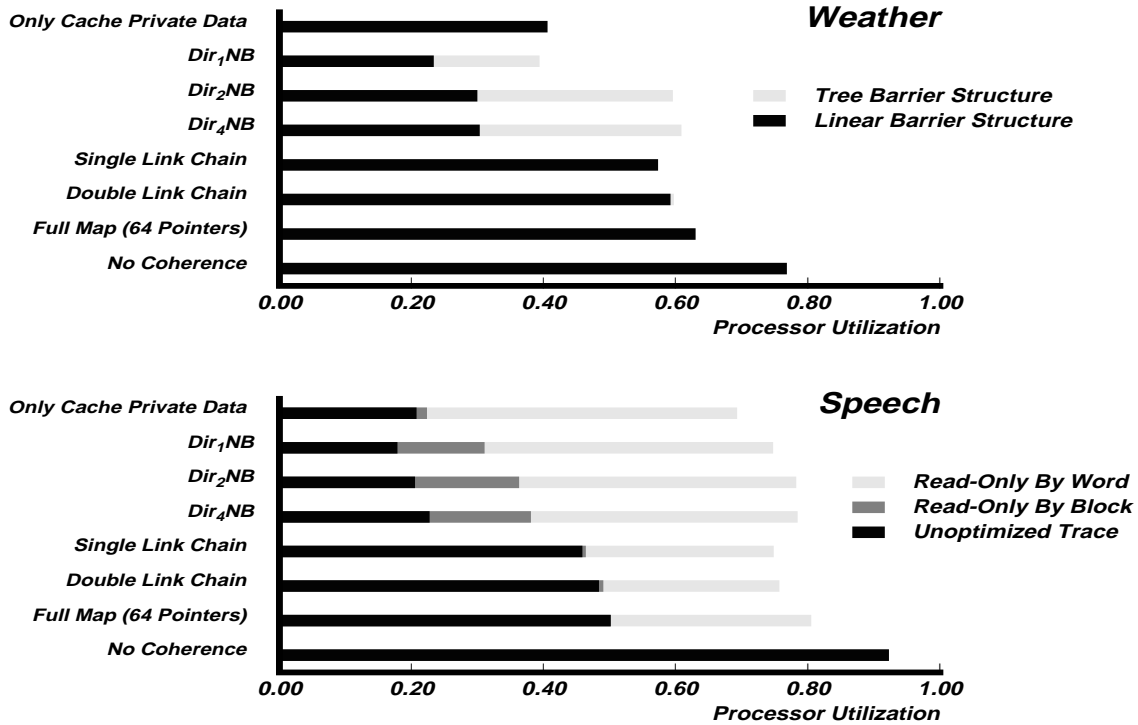 Weather
Only Cache Private Data
Dir1NB
Dir2NB
Dir4NB
Single Link Chain
Double Link Chain
Full Map (64 Pointers)
No Coherence
Tree Barrier Structure
Linear Barrier Structure
0.00 0.20 0.40 0.60 0.80 1.00
Processor Utilization
Speech
Only Cache Private Data
Dir1NB
Dir2NB
Dir4NB
Single Link Chain
Double Link Chain
Full Map (64 Pointers)
No Coherence
Read-Only By Word
Read-Only By Block
Unoptimized Trace
0.00 0.20 0.40 0.60 0.80 1.00
Processor Utilization